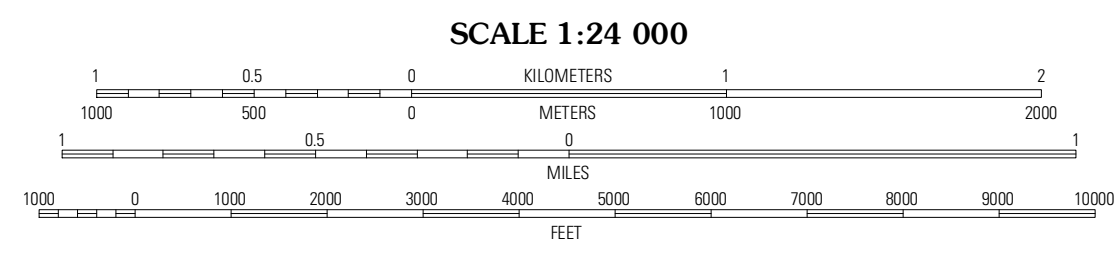 SCALE 1:24 000
1 0.5 0 KILOMETERS 1 2
1000 500 0 METERS 1000 2000
1 0.5 0 1
MILES
1000 0 1000 2000 3000 4000 5000 6000 7000 8000 9000 10000
FEET